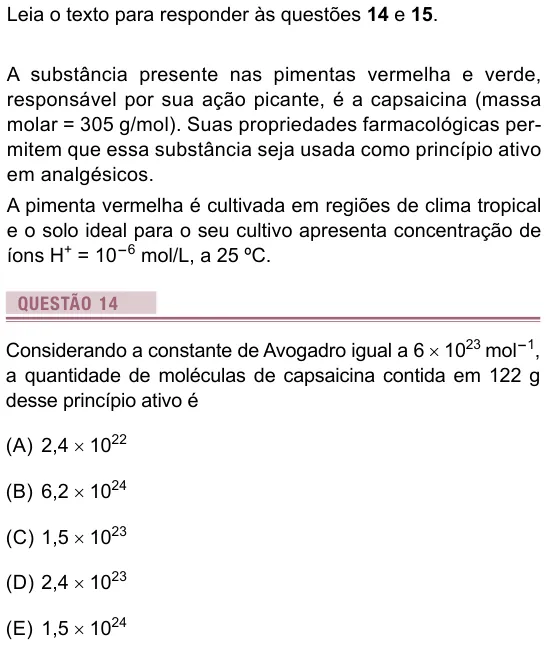 Leia o texto para responder às questões 14 e 15.
A substância presente nas pimentas vermelha e verde,
responsável por sua ação picante, é a capsaicina (massa
molar = 305 g/mol). Suas propriedades farmacológicas per-
mitem que essa substância seja usada como princípio ativo
em analgésicos.
A pimenta vermelha é cultivada em regiões de clima tropical
e o solo ideal para o seu cultivo apresenta concentração de
íons H⁺ = 10⁻⁶ mol/L, a 25 ºC.
QUESTÃO 14
Considerando a constante de Avogadro igual a 6 × 10²³ mol⁻¹,
a quantidade de moléculas de capsaicina contida em 122 g
desse princípio ativo é
(A) 2,4 × 10²²
(B) 6,2 × 10²⁴
(C) 1,5 × 10²³
(D) 2,4 × 10²³
(E) 1,5 × 10²⁴